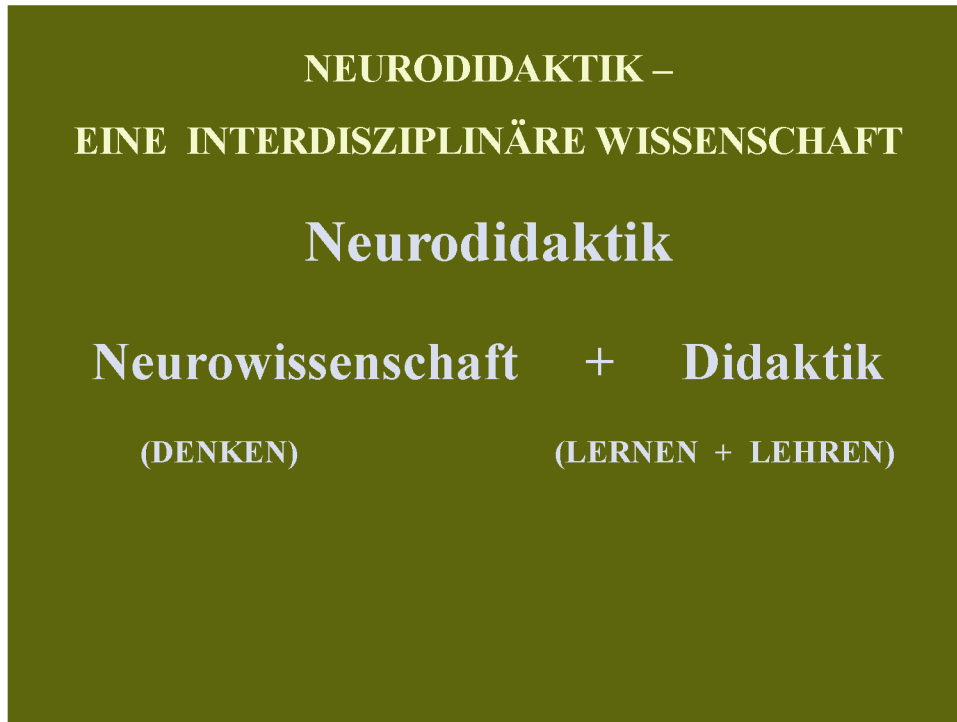 NEURODIDAKTIK –
EINE INTERDISZIPLINÄRE WISSENSCHAFT
Neurodidaktik
Neurowissenschaft + Didaktik
(DENKEN) (LERNEN + LEHREN)